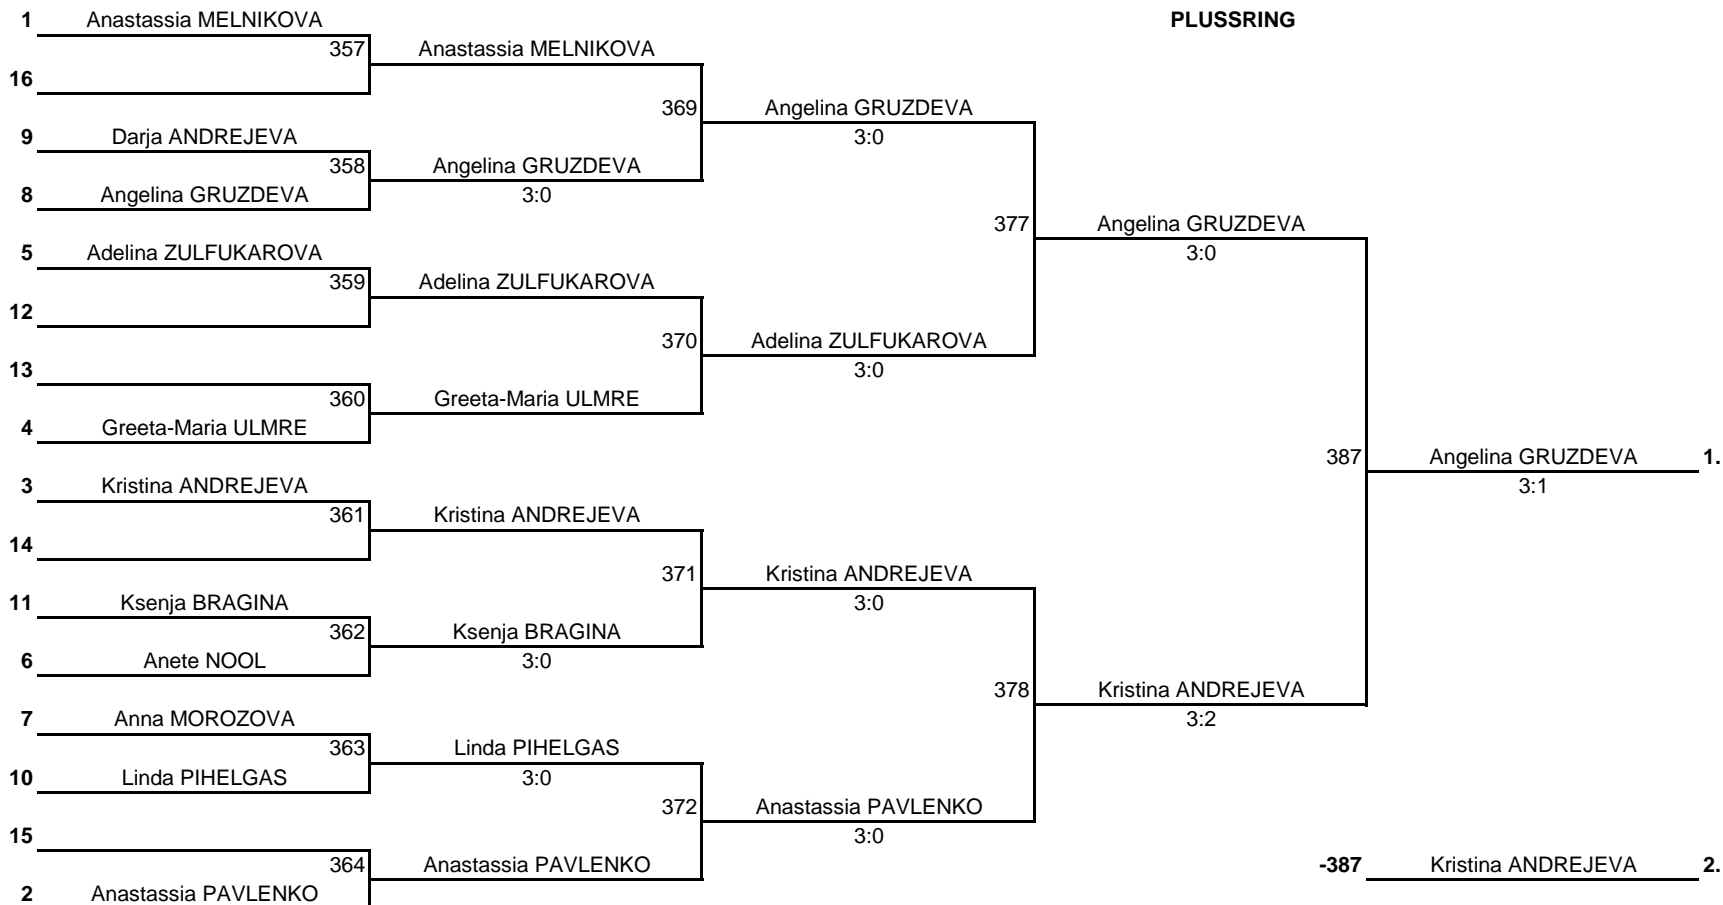 1 Anastassia MELNIKOVA PLUSSRING
357 Anastassia MELNIKOVA
16
369 Angelina GRUZDEVA
9 Darja ANDREJEVA 3:0
358 Angelina GRUZDEVA
8 Angelina GRUZDEVA 3:0
377 Angelina GRUZDEVA
5 Adelina ZULFUKAROVA 3:0
359 Adelina ZULFUKAROVA
12
370 Adelina ZULFUKAROVA
13 3:0
360 Greeta-Maria ULMRE
4 Greeta-Maria ULMRE
387 Angelina GRUZDEVA 1.
3 Kristina ANDREJEVA 3:1
361 Kristina ANDREJEVA
14
371 Kristina ANDREJEVA
11 Ksenja BRAGINA 3:0
362 Ksenja BRAGINA
6 Anete NOOL 3:0
378 Kristina ANDREJEVA
7 Anna MOROZOVA 3:2
363 Linda PIHELGAS
10 Linda PIHELGAS 3:0
372 Anastassia PAVLENKO
15 3:0
364 Anastassia PAVLENKO -387 Kristina ANDREJEVA 2.
2 Anastassia PAVLENKO